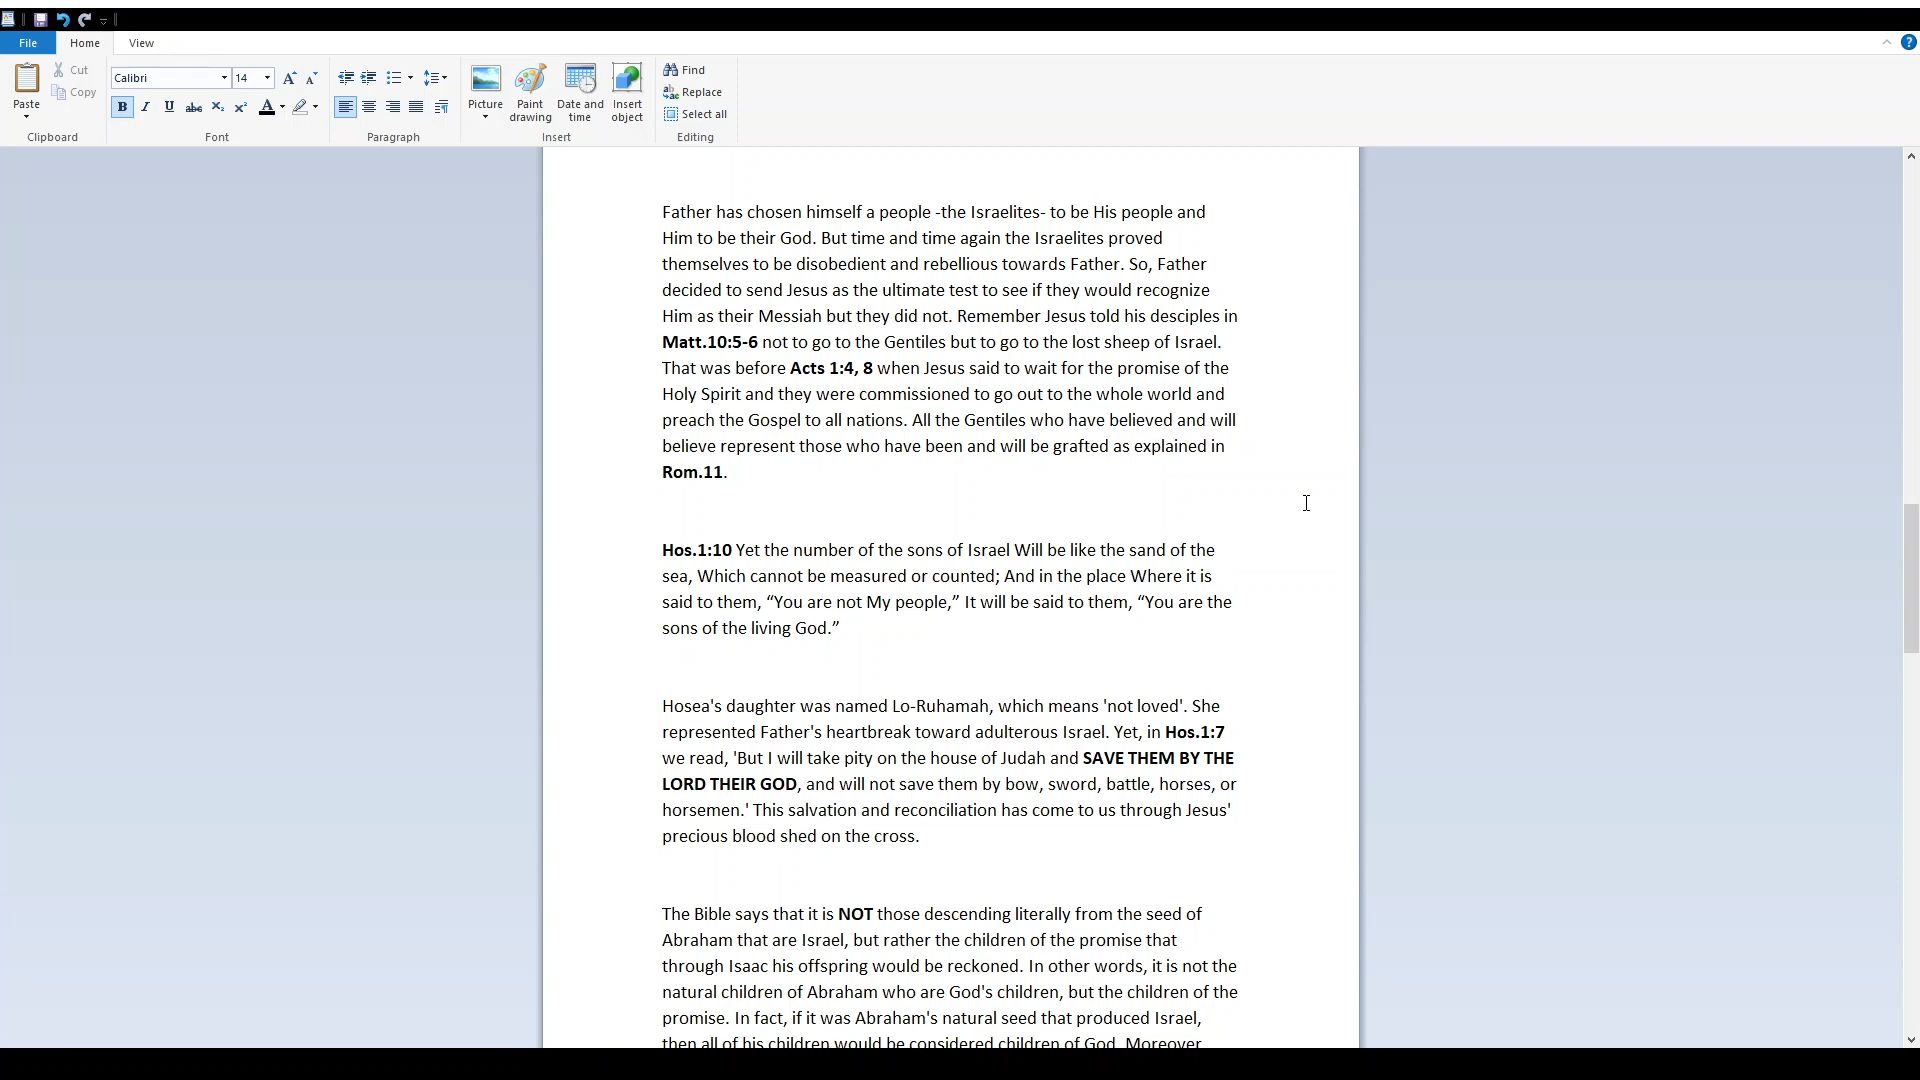 File Home View
Calibri 14
Cut
Copy
Paste
Picture
Paint drawing
Date and time
Insert object
Find
Replace
Select all
Clipboard Font Paragraph Insert Editing
Father has chosen himself a people -the Israelites- to be His people and
Him to be their God. But time and time again the Israelites proved
themselves to be disobedient and rebellious towards Father. So, Father
decided to send Jesus as the ultimate test to see if they would recognize
Him as their Messiah but they did not. Remember Jesus told his desciples in
Matt.10:5-6 not to go to the Gentiles but to go to the lost sheep of Israel.
That was before Acts 1:4, 8 when Jesus said to wait for the promise of the
Holy Spirit and they were commissioned to go out to the whole world and
preach the Gospel to all nations. All the Gentiles who have believed and will
believe represent those who have been and will be grafted as explained in
Rom.11.
Hos.1:10 Yet the number of the sons of Israel Will be like the sand of the
sea, Which cannot be measured or counted; And in the place Where it is
said to them, “You are not My people,” It will be said to them, “You are the
sons of the living God.”
Hosea's daughter was named Lo-Ruhamah, which means 'not loved'. She
represented Father's heartbreak toward adulterous Israel. Yet, in Hos.1:7
we read, 'But I will take pity on the house of Judah and SAVE THEM BY THE
LORD THEIR GOD, and will not save them by bow, sword, battle, horses, or
horsemen.' This salvation and reconciliation has come to us through Jesus'
precious blood shed on the cross.
The Bible says that it is NOT those descending literally from the seed of
Abraham that are Israel, but rather the children of the promise that
through Isaac his offspring would be reckoned. In other words, it is not the
natural children of Abraham who are God's children, but the children of the
promise. In fact, if it was Abraham's natural seed that produced Israel,
then all of his children would be considered children of God. Moreover